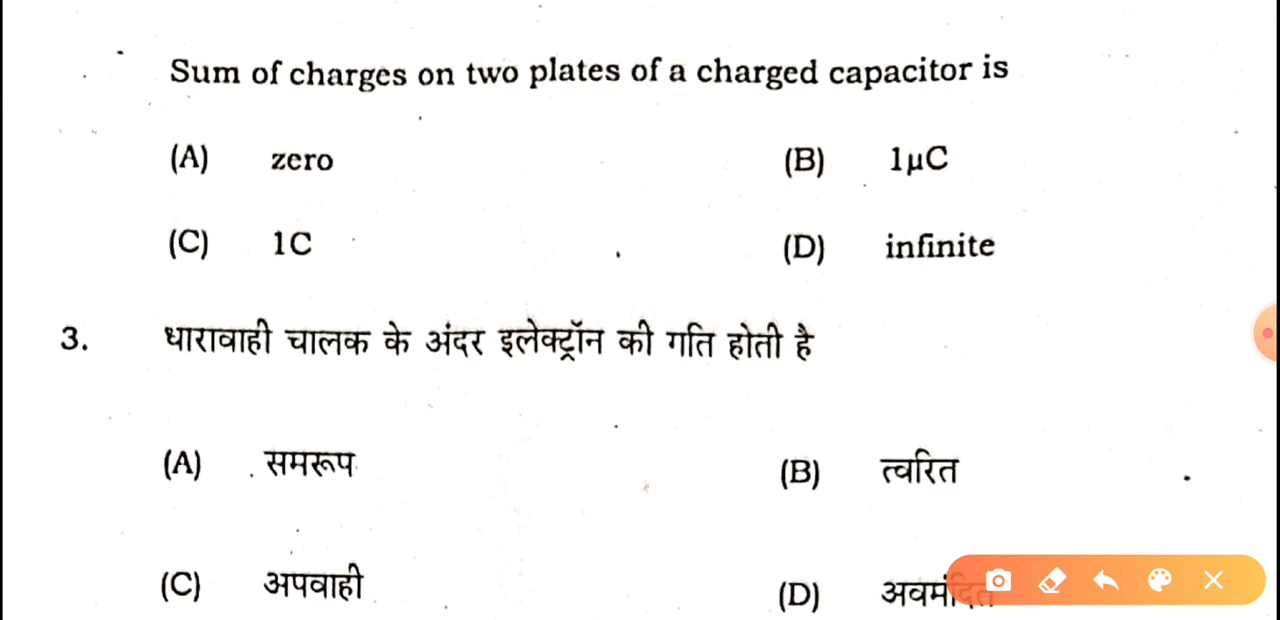 Sum of charges on two plates of a charged capacitor is
(A) zero (B) 1µC
(C) 1C (D) infinite
3. धारावाही चालक के अंदर इलेक्ट्रॉन की गति होती है
(A) समरूप (B) त्वरित
(C) अपवाही (D) अवमंदित